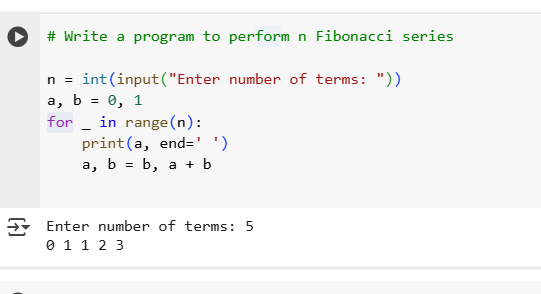 # Write a program to perform n Fibonacci series
n = int(input("Enter number of terms: "))
a, b = 0, 1
for _ in range(n):
    print(a, end=' ')
    a, b = b, a + b
Enter number of terms: 5
0 1 1 2 3